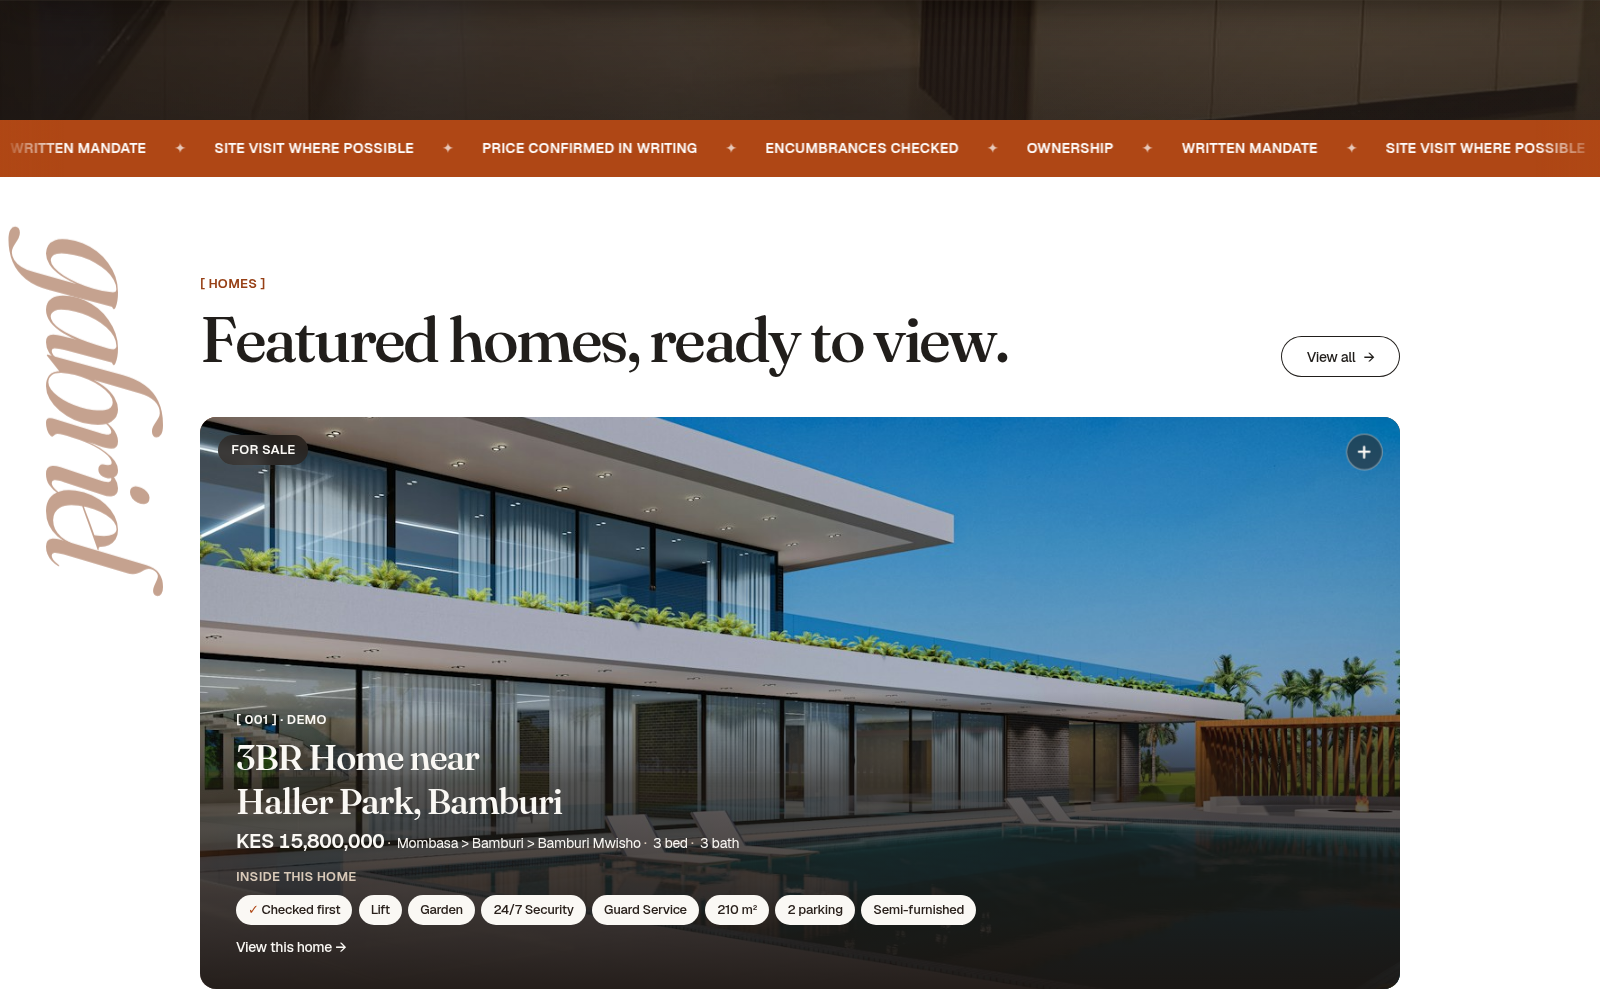 WRITTEN MANDATE ✦ SITE VISIT WHERE POSSIBLE ✦ PRICE CONFIRMED IN WRITING ✦ ENCUMBRANCES CHECKED ✦ OWNERSHIP ✦ WRITTEN MANDATE ✦ SITE VISIT WHERE POSSIBLE
gabriel
[ HOMES ]
Featured homes, ready to view.
View all →
FOR SALE
+
[ 001 ] · DEMO
3BR Home near
Haller Park, Bamburi
KES 15,800,000 · Mombasa > Bamburi > Bamburi Mwisho · 3 bed · 3 bath
INSIDE THIS HOME
✓ Checked first Lift Garden 24/7 Security Guard Service 210 m² 2 parking Semi-furnished
View this home →